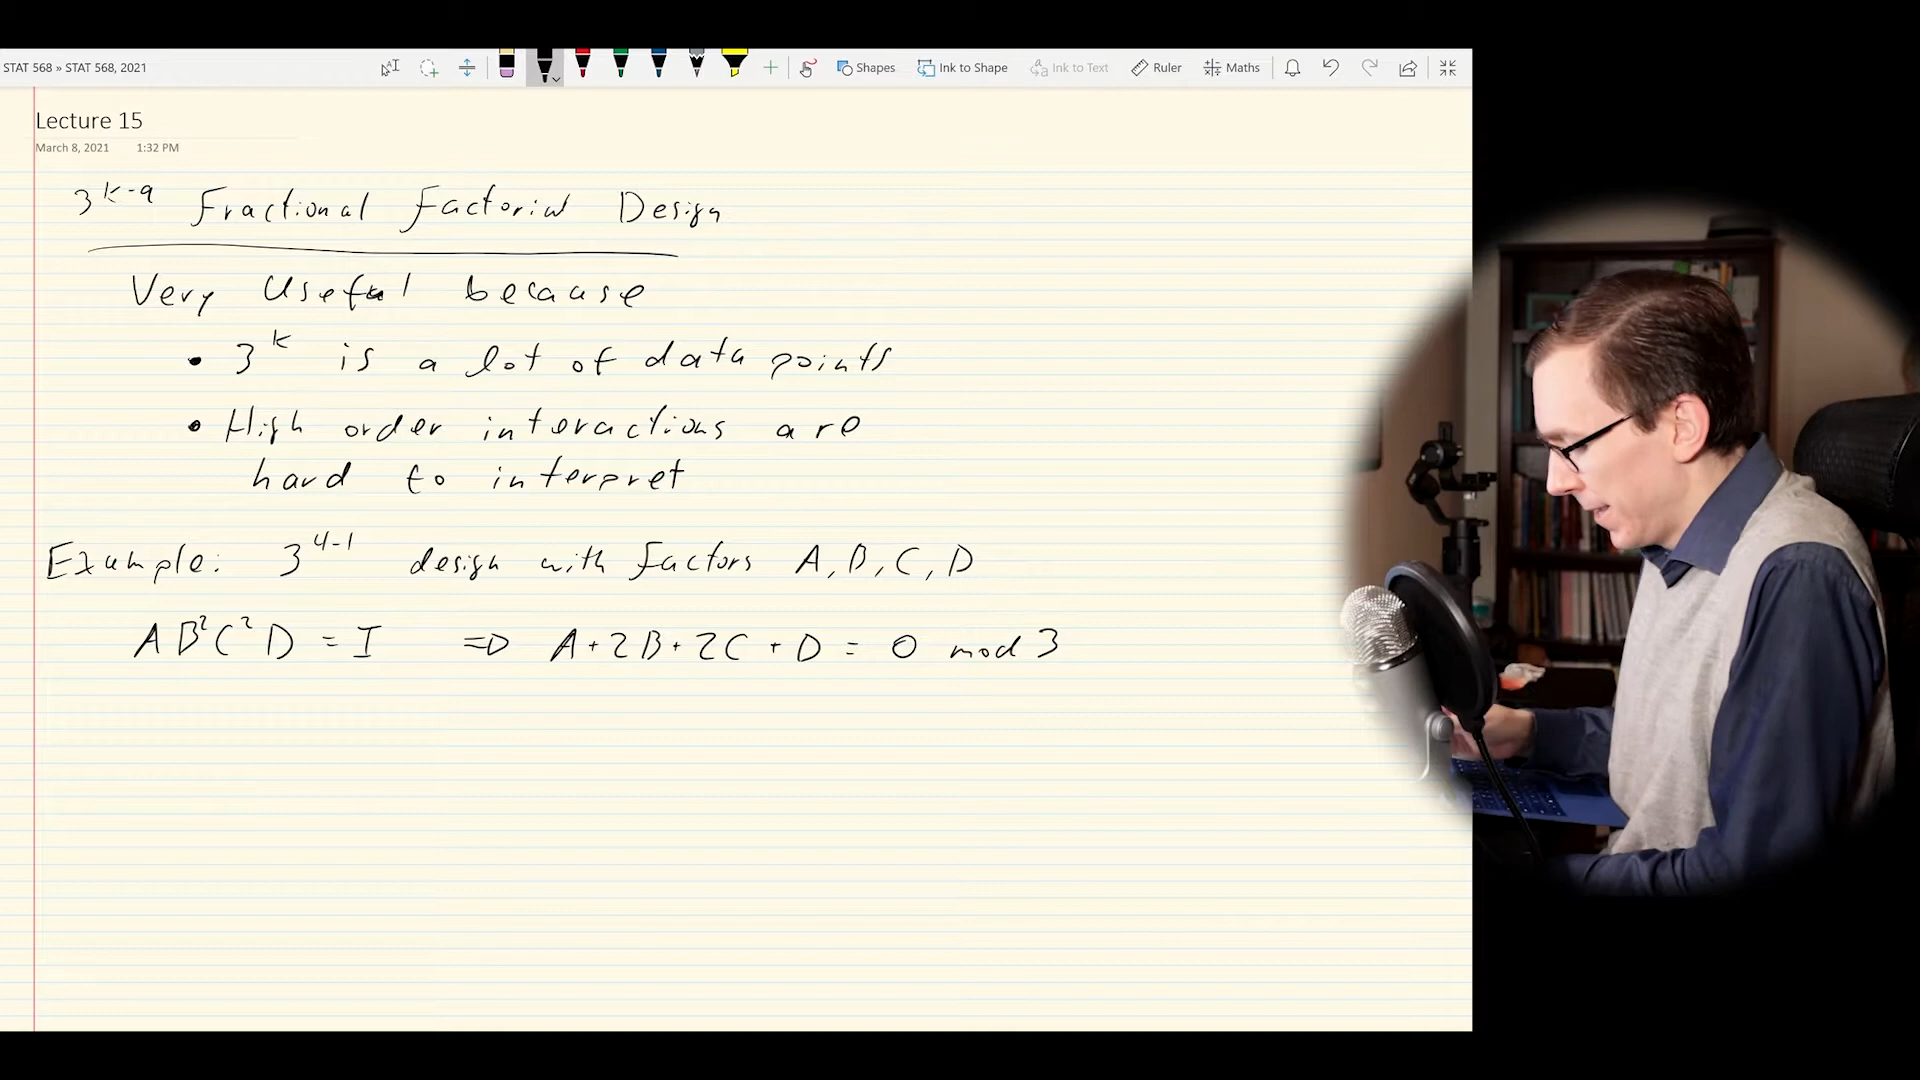 STAT 568 » STAT 568, 2021
Shapes Ink to Shape Ink to Text Ruler Maths
Lecture 15
March 8, 2021 1:32 PM
3^{k-q} Fractional Factorial Design
Very Useful because
• 3^k is a lot of data points
• High order interactions are
hard to interpret
Example: 3^{4-1} design with factors A, B, C, D
AB²C²D = I ⇒ A+2B+2C+D = 0 mod 3